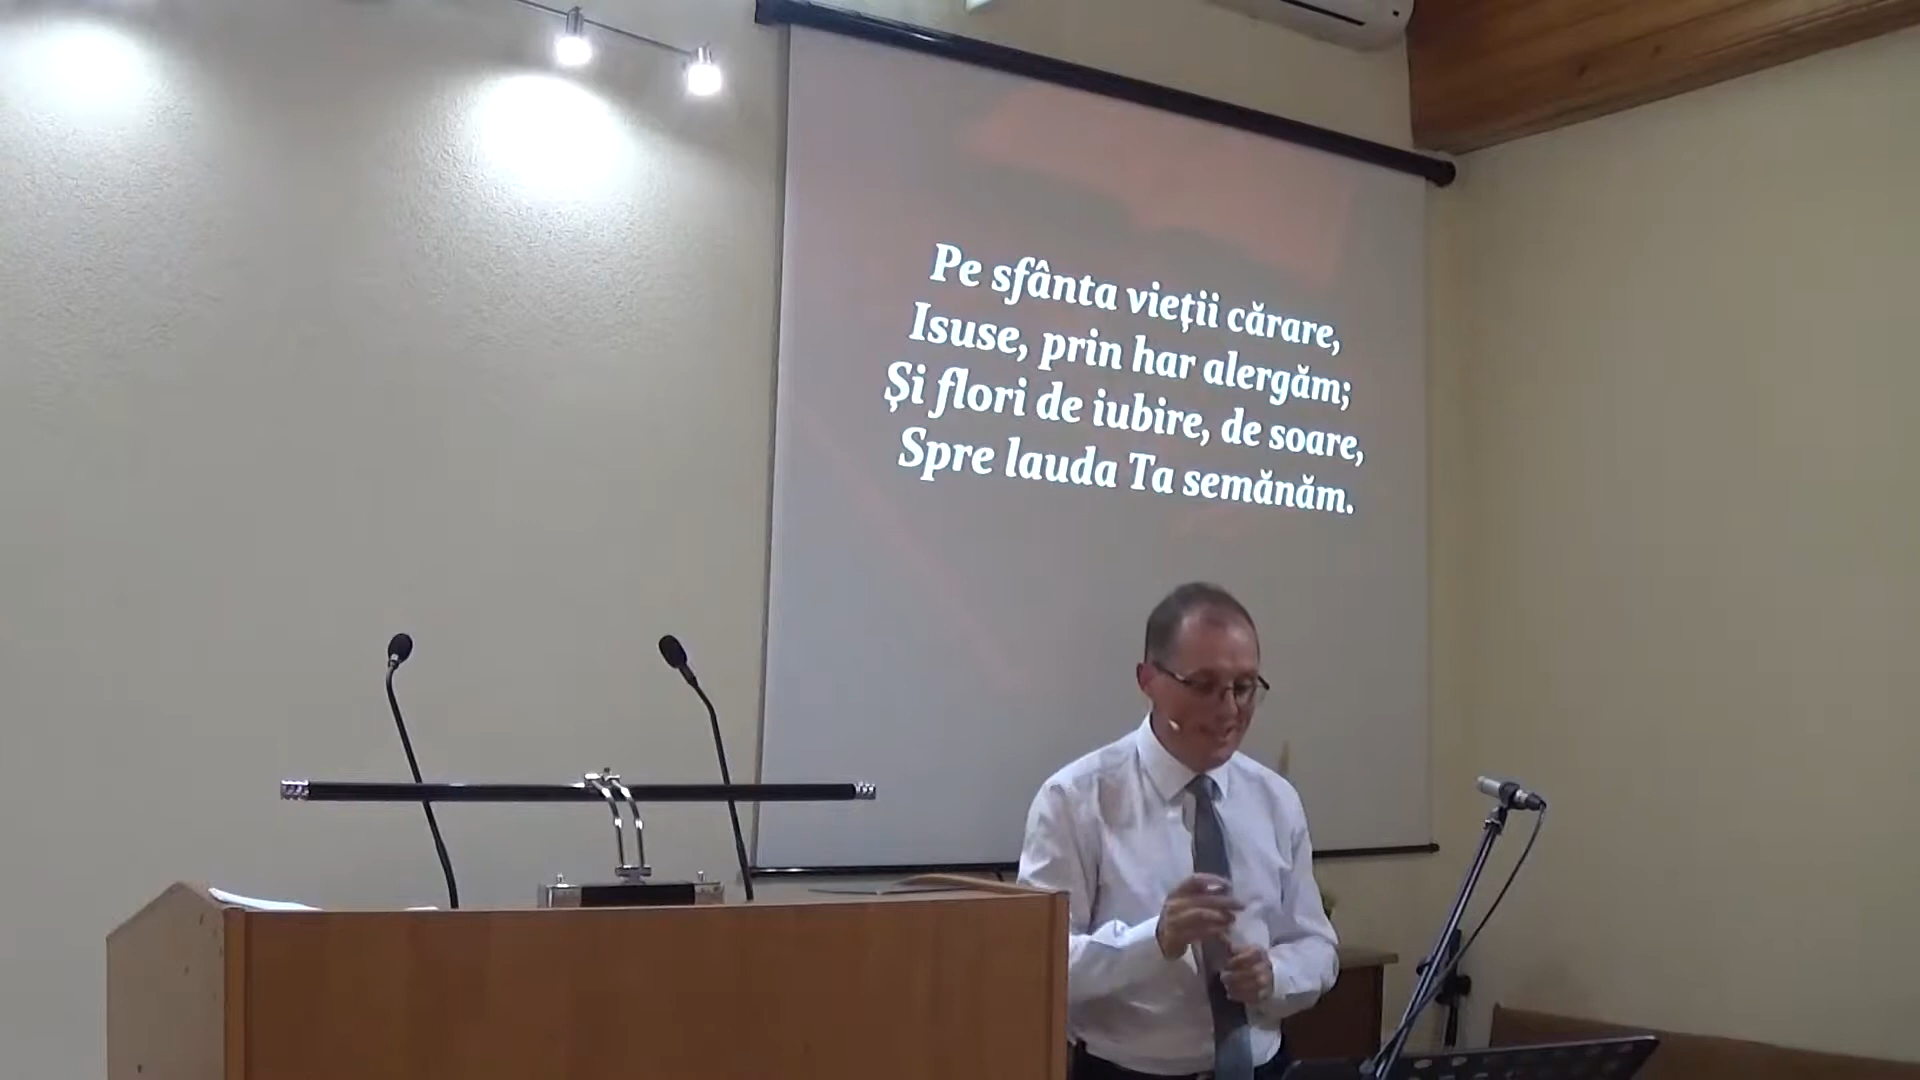 Pe sfânta vieții cărare,
Isuse, prin har alergăm;
Și flori de iubire, de soare,
Spre lauda Ta semănăm.